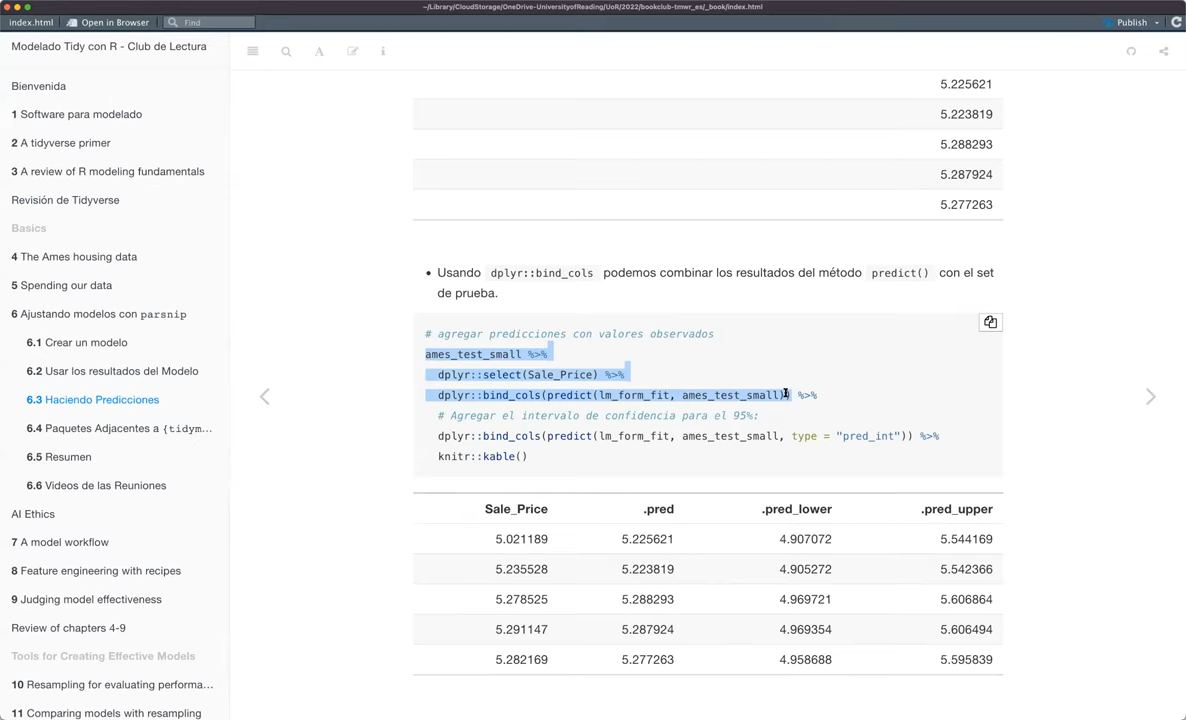 ~/Library/CloudStorage/OneDrive-UniversityofReading/UoR/2022/bookclub-tmwr_es/_book/index.html
index.html
Open in Browser
Find
Publish
Modelado Tidy con R - Club de Lectura
Bienvenida
1 Software para modelado
2 A tidyverse primer
3 A review of R modeling fundamentals
Revisión de Tidyverse
Basics
4 The Ames housing data
5 Spending our data
6 Ajustando modelos con parsnip
6.1 Crear un modelo
6.2 Usar los resultados del Modelo
6.3 Haciendo Predicciones
6.4 Paquetes Adjacentes a {tidym...
6.5 Resumen
6.6 Videos de las Reuniones
AI Ethics
7 A model workflow
8 Feature engineering with recipes
9 Judging model effectiveness
Review of chapters 4-9
Tools for Creating Effective Models
10 Resampling for evaluating performa...
11 Comparing models with resampling
5.225621
5.223819
5.288293
5.287924
5.277263
• Usando dplyr::bind_cols podemos combinar los resultados del método predict() con el set
de prueba.
# agregar predicciones con valores observados
ames_test_small %>%
dplyr::select(Sale_Price) %>%
dplyr::bind_cols(predict(lm_form_fit, ames_test_small)) %>%
# Agregar el intervalo de confidencia para el 95%:
dplyr::bind_cols(predict(lm_form_fit, ames_test_small, type = "pred_int")) %>%
knitr::kable()
Sale_Price .pred .pred_lower .pred_upper
5.021189 5.225621 4.907072 5.544169
5.235528 5.223819 4.905272 5.542366
5.278525 5.288293 4.969721 5.606864
5.291147 5.287924 4.969354 5.606494
5.282169 5.277263 4.958688 5.595839